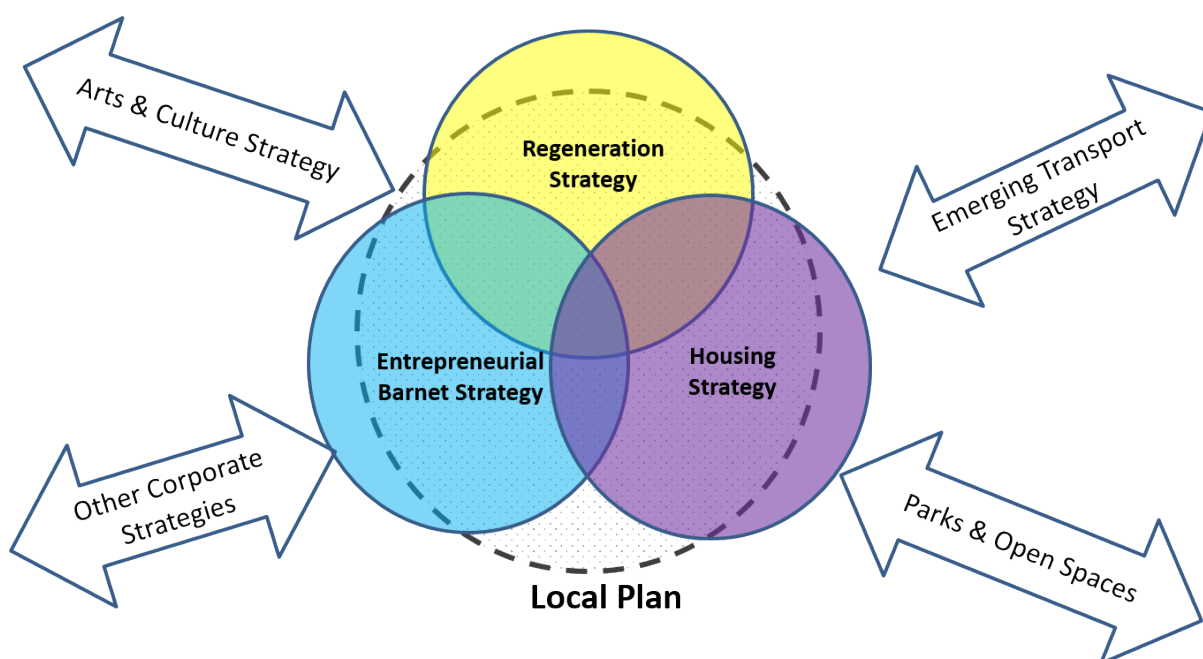 Arts & Culture Strategy
Regeneration
Strategy
Emerging Transport
Strategy
Entrepreneurial
Barnet Strategy
Housing
Strategy
Other Corporate
Strategies
Parks & Open Spaces
Local Plan